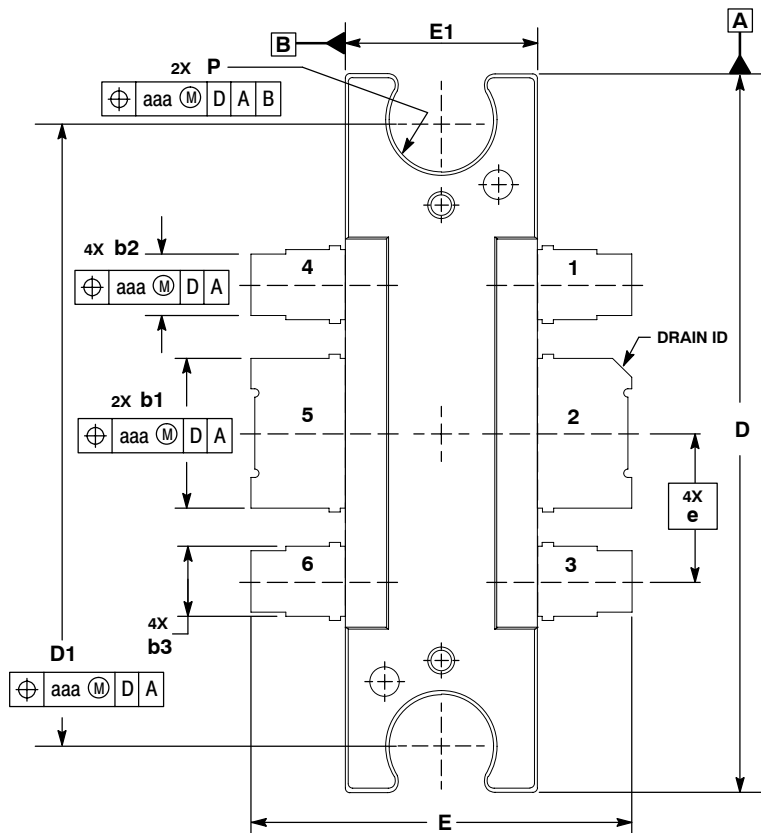 B
E1
A
2X P
⌖ aaa Ⓜ D A B
4X b2
⌖ aaa Ⓜ D A
4
1
DRAIN ID
2X b1
⌖ aaa Ⓜ D A
5
2
D
4X
e
6
3
4X
b3
D1
⌖ aaa Ⓜ D A
E